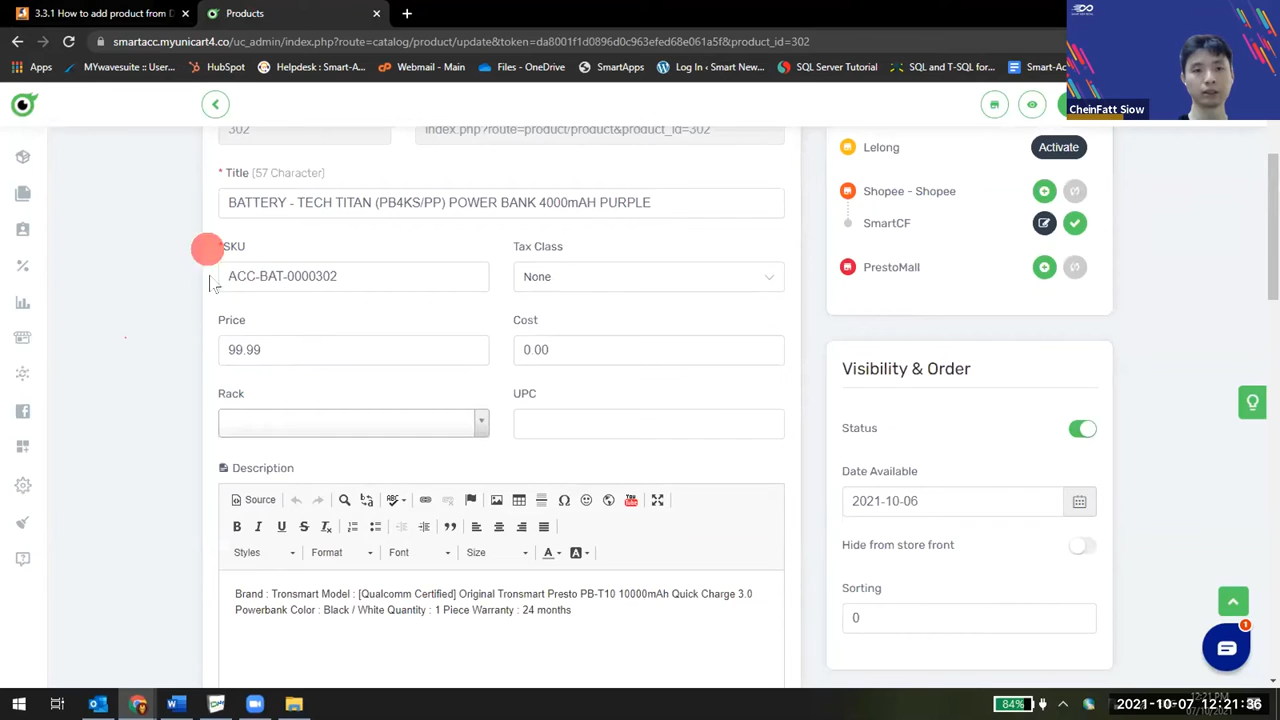 3.3.1 How to add product from D
Products
smartacc.myunicart4.co/uc_admin/index.php?route=catalog/product/update&token=da8001f1d0896d0c963efed68e061a5f&product_id=302
Apps
MYwavesuite :: User...
HubSpot
Helpdesk : Smart-A...
Webmail - Main
Files - OneDrive
SmartApps
Log In ‹ Smart New...
SQL Server Tutorial
SQL and T-SQL for...
Smart-Ac
CheinFatt Siow
302
index.php?route=product/product&product_id=302
* Title (57 Character)
BATTERY - TECH TITAN (PB4KS/PP) POWER BANK 4000mAH PURPLE
* SKU
Tax Class
ACC-BAT-0000302
None
Price
Cost
99.99
0.00
Rack
UPC
Description
Source
Styles
Format
Font
Size
Brand : Tronsmart Model : [Qualcomm Certified] Original Tronsmart Presto PB-T10 10000mAh Quick Charge 3.0
Powerbank Color : Black / White Quantity : 1 Piece Warranty : 24 months
Lelong
Activate
Shopee - Shopee
SmartCF
PrestoMall
Visibility & Order
Status
Date Available
2021-10-06
Hide from store front
Sorting
0
1
84%
12:21 PM
2021-10-07 12:21:36
07/10/2021